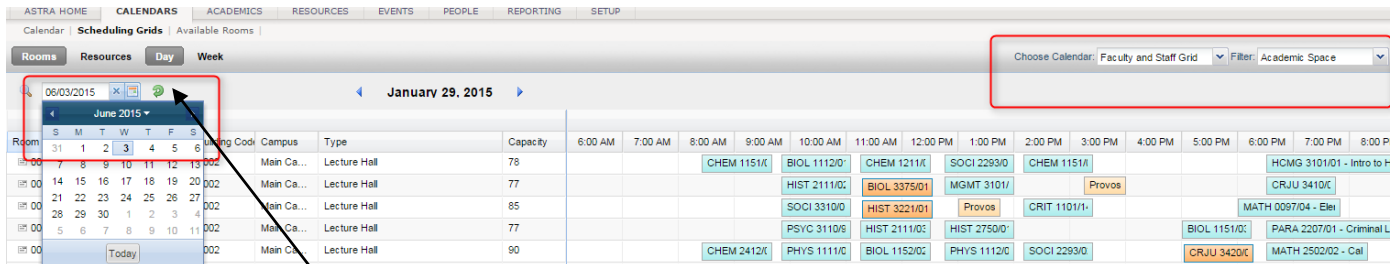 ASTRA HOME CALENDARS ACADEMICS RESOURCES EVENTS PEOPLE REPORTING SETUP
Calendar | Scheduling Grids | Available Rooms |
Rooms Resources Day Week Choose Calendar: Faculty and Staff Grid Filter: Academic Space
06/03/2015 January 29, 2015
June 2015
S M T W T F S
Room uilding Code Campus Type Capacity 6:00 AM 7:00 AM 8:00 AM 9:00 AM 10:00 AM 11:00 AM 12:00 PM 1:00 PM 2:00 PM 3:00 PM 4:00 PM 5:00 PM 6:00 PM 7:00 PM 8:00 P
31 1 2 3 4 5 6
00 7 8 9 10 11 12 13 002 Main Ca... Lecture Hall 78 CHEM 1151/( BIOL 1112/0 CHEM 1211/( SOCI 2293/0 CHEM 1151/( HCMG 3101/01 - Intro to H
00 14 15 16 17 18 19 20 002 Main Ca... Lecture Hall 77 HIST 2111/0 BIOL 3375/01 MGMT 3101/ Provos CRJU 3410/(
00 21 22 23 24 25 26 27 002 Main Ca... Lecture Hall 85 SOCI 3310/0 HIST 3221/01 Provos CRIT 1101/1 MATH 0097/04 - Ele
28 29 30 1 2 3 4
00 5 6 7 8 9 10 11 002 Main Ca... Lecture Hall 77 PSYC 3110/9 HIST 2111/0 HIST 2750/0 BIOL 1151/0 PARA 2207/01 - Criminal L
00 Today 002 Main Ca... Lecture Hall 90 CHEM 2412/( PHYS 1111/0 BIOL 1152/0 PHYS 1112/0 SOCI 2293/0 CRJU 3420/( MATH 2502/02 - Cal